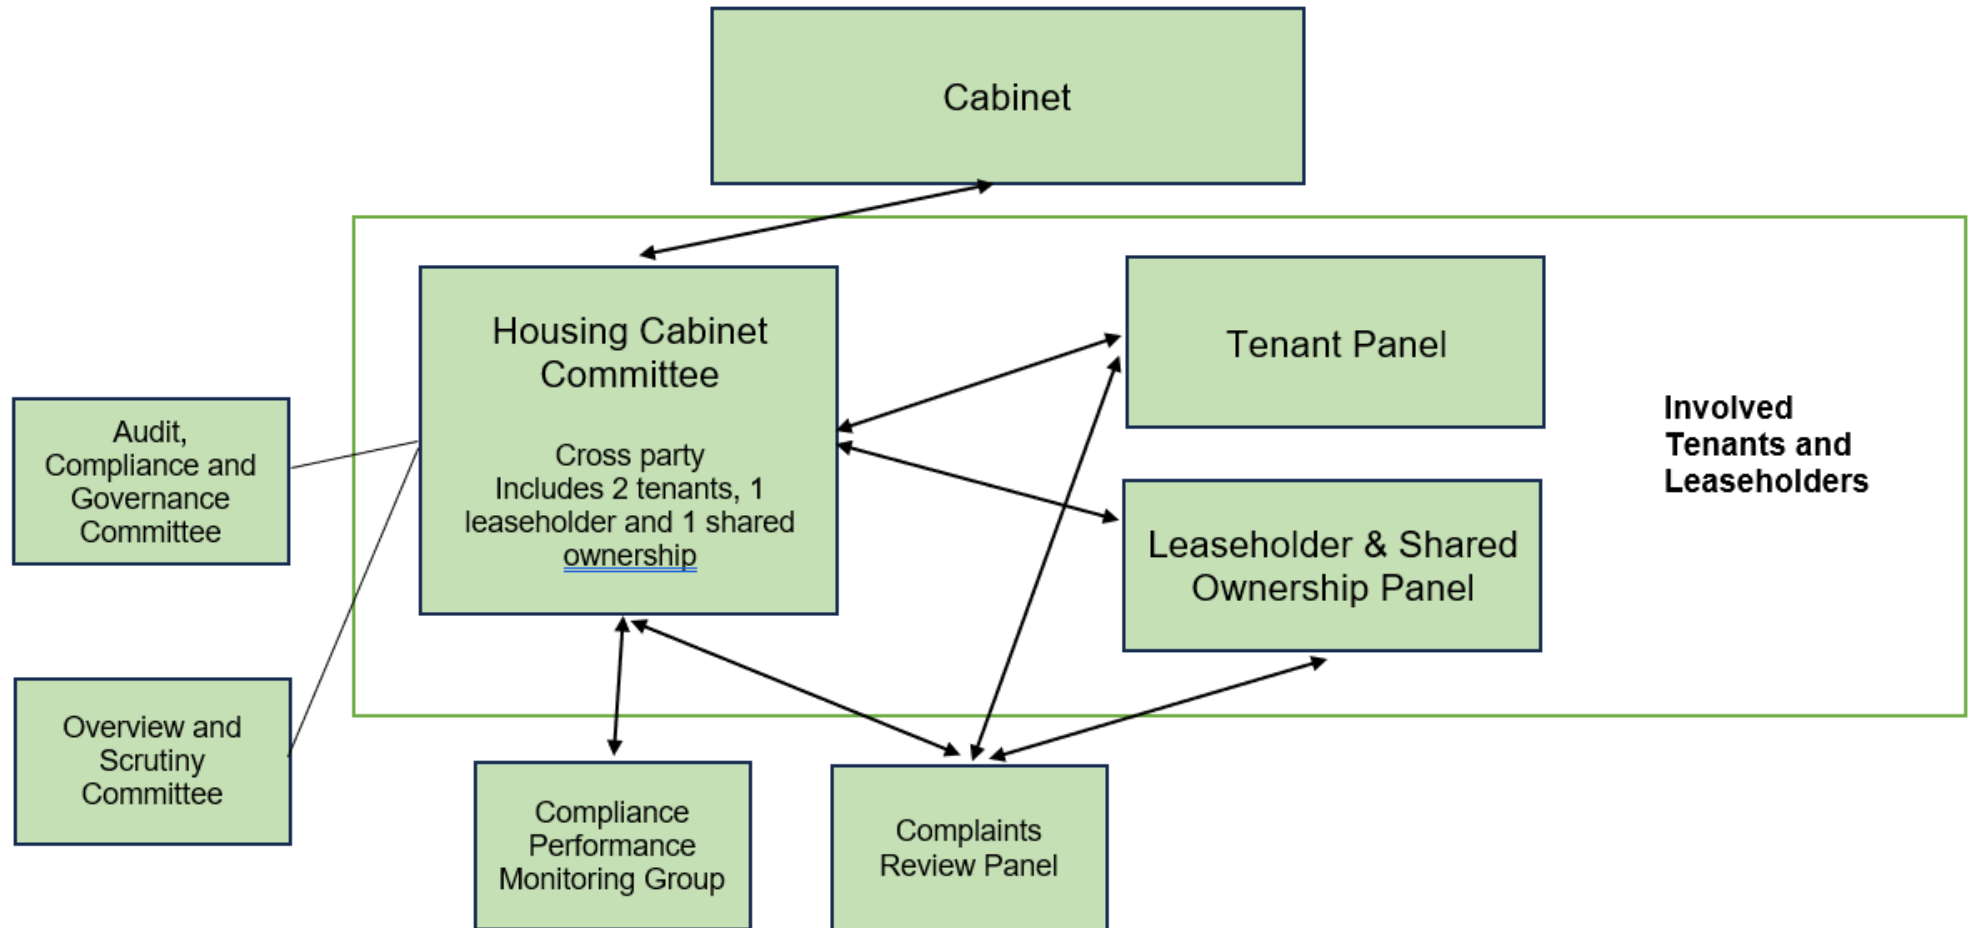 Cabinet
Housing Cabinet
Committee
Cross party
Includes 2 tenants, 1
leaseholder and 1 shared
ownership
Tenant Panel
Involved
Tenants and
Leaseholders
Audit,
Compliance and
Governance
Committee
Leaseholder & Shared
Ownership Panel
Overview and
Scrutiny
Committee
Compliance
Performance
Monitoring Group
Complaints
Review Panel